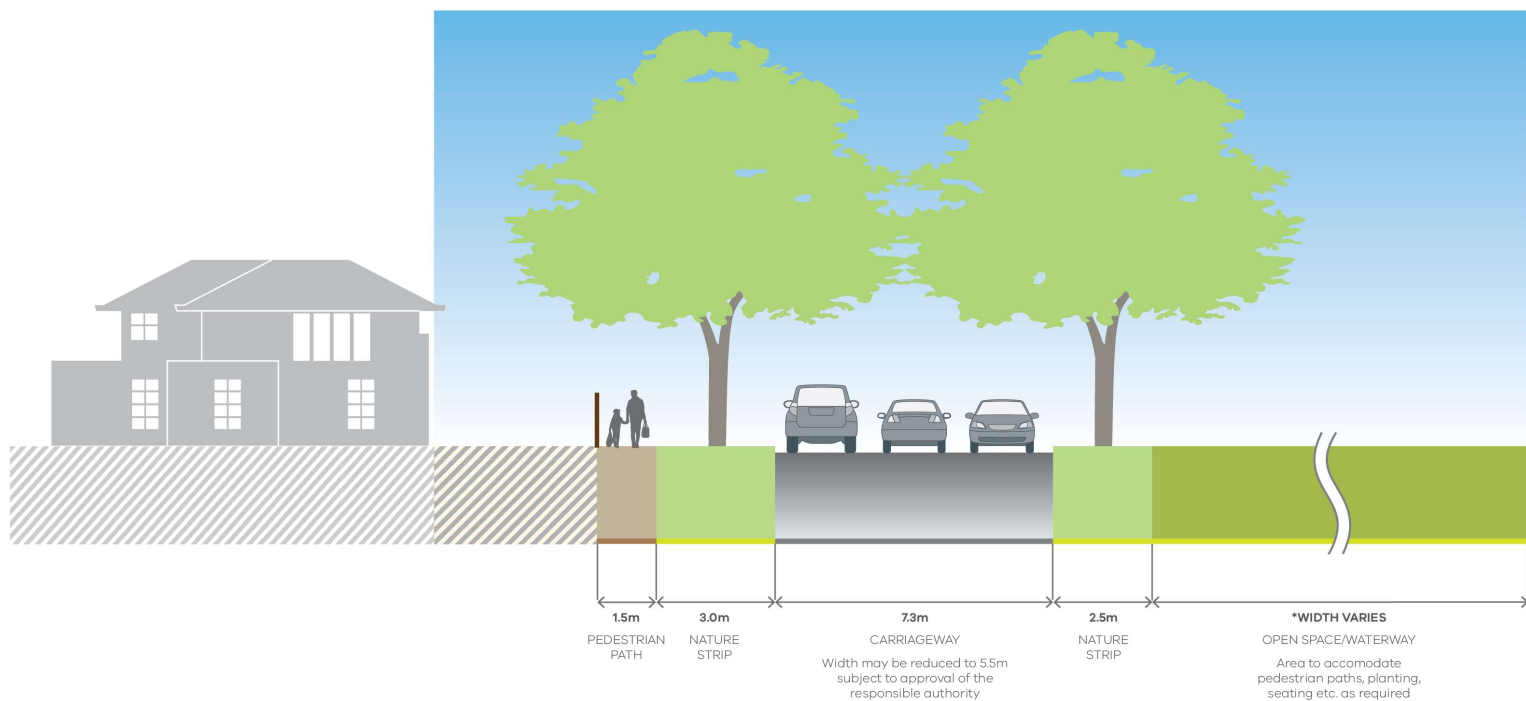 1.5m
PEDESTRIAN
PATH
3.0m
NATURE
STRIP
7.3m
CARRIAGEWAY
Width may be reduced to 5.5m
subject to approval of the
responsible authority
2.5m
NATURE
STRIP
*WIDTH VARIES
OPEN SPACE/WATERWAY
Area to accomodate
pedestrian paths, planting,
seating etc. as required